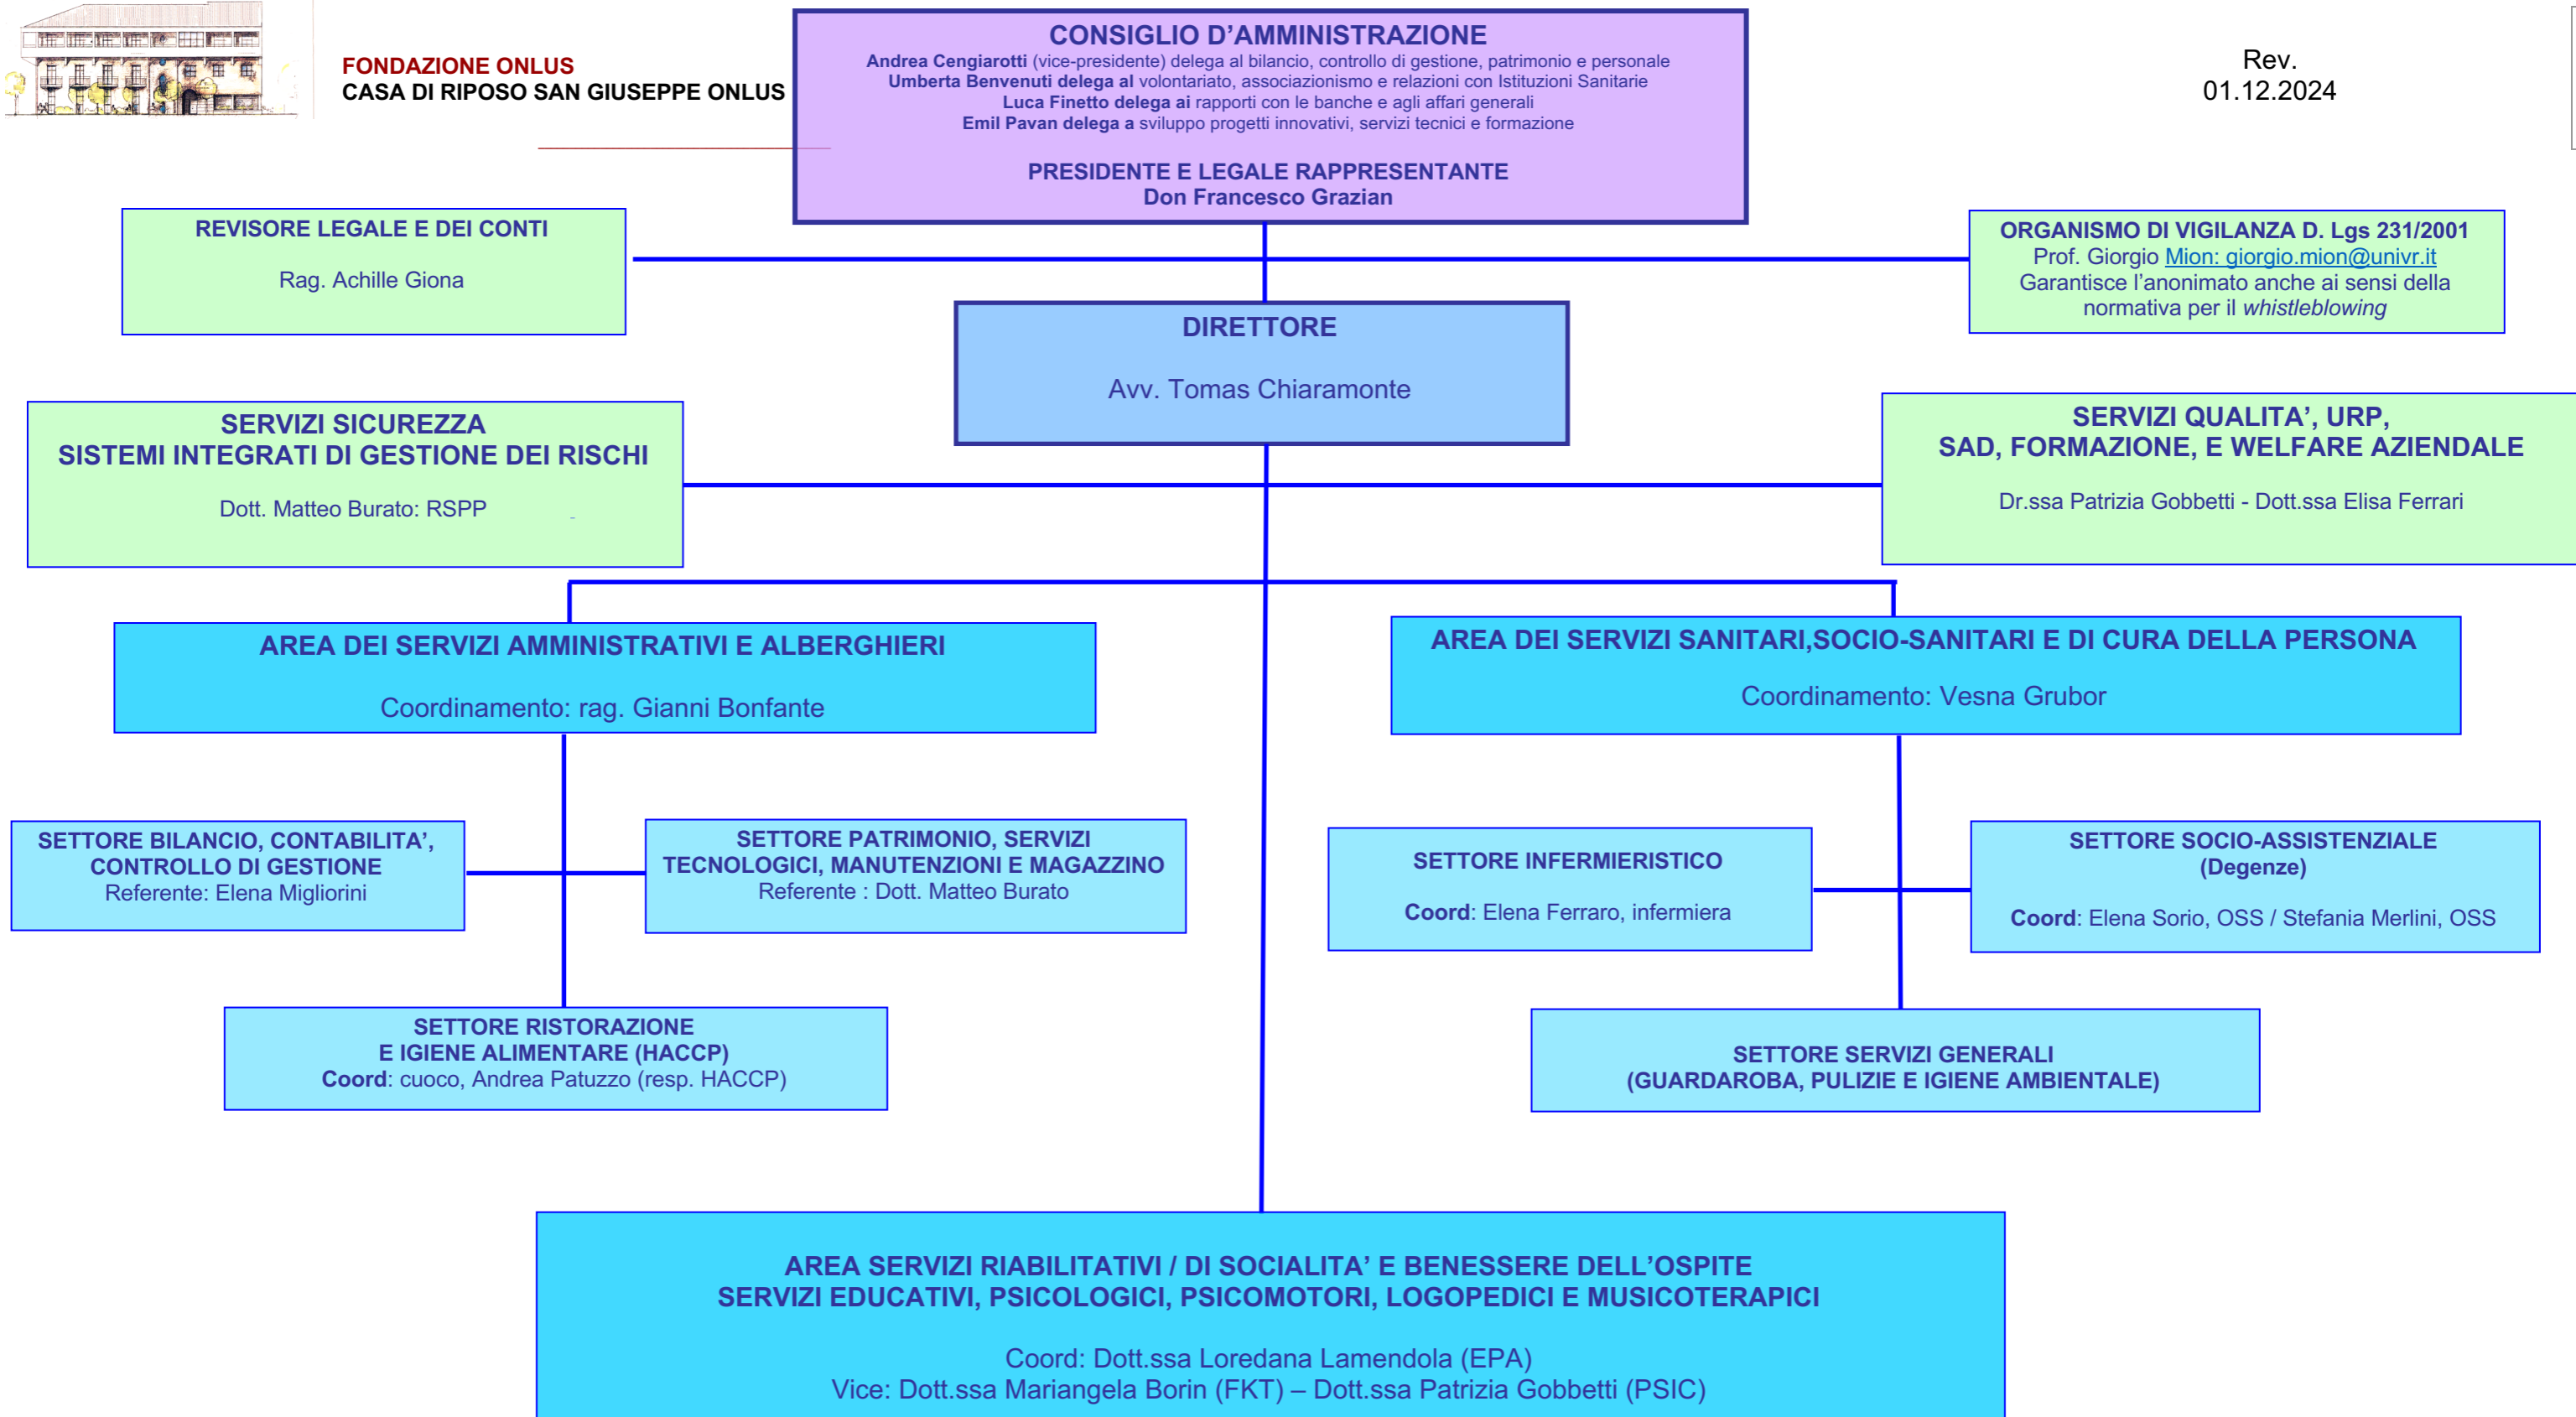 FONDAZIONE ONLUS
CASA DI RIPOSO SAN GIUSEPPE ONLUS
CONSIGLIO D’AMMINISTRAZIONE
Andrea Cengiarotti (vice-presidente) delega al bilancio, controllo di gestione, patrimonio e personale
Umberta Benvenuti delega al volontariato, associazionismo e relazioni con Istituzioni Sanitarie
Luca Finetto delega ai rapporti con le banche e agli affari generali
Emil Pavan delega a sviluppo progetti innovativi, servizi tecnici e formazione
PRESIDENTE E LEGALE RAPPRESENTANTE
Don Francesco Grazian
Rev.
01.12.2024
REVISORE LEGALE E DEI CONTI
Rag. Achille Giona
ORGANISMO DI VIGILANZA D. Lgs 231/2001
Prof. Giorgio Mion: giorgio.mion@univr.it
Garantisce l’anonimato anche ai sensi della
normativa per il whistleblowing
DIRETTORE
Avv. Tomas Chiaramonte
SERVIZI SICUREZZA
SISTEMI INTEGRATI DI GESTIONE DEI RISCHI
Dott. Matteo Burato: RSPP
SERVIZI QUALITA’, URP,
SAD, FORMAZIONE, E WELFARE AZIENDALE
Dr.ssa Patrizia Gobbetti - Dott.ssa Elisa Ferrari
AREA DEI SERVIZI AMMINISTRATIVI E ALBERGHIERI
Coordinamento: rag. Gianni Bonfante
AREA DEI SERVIZI SANITARI,SOCIO-SANITARI E DI CURA DELLA PERSONA
Coordinamento: Vesna Grubor
SETTORE BILANCIO, CONTABILITA’,
CONTROLLO DI GESTIONE
Referente: Elena Migliorini
SETTORE PATRIMONIO, SERVIZI
TECNOLOGICI, MANUTENZIONI E MAGAZZINO
Referente : Dott. Matteo Burato
SETTORE INFERMIERISTICO
Coord: Elena Ferraro, infermiera
SETTORE SOCIO-ASSISTENZIALE
(Degenze)
Coord: Elena Sorio, OSS / Stefania Merlini, OSS
SETTORE RISTORAZIONE
E IGIENE ALIMENTARE (HACCP)
Coord: cuoco, Andrea Patuzzo (resp. HACCP)
SETTORE SERVIZI GENERALI
(GUARDAROBA, PULIZIE E IGIENE AMBIENTALE)
AREA SERVIZI RIABILITATIVI / DI SOCIALITA’ E BENESSERE DELL’OSPITE
SERVIZI EDUCATIVI, PSICOLOGICI, PSICOMOTORI, LOGOPEDICI E MUSICOTERAPICI
Coord: Dott.ssa Loredana Lamendola (EPA)
Vice: Dott.ssa Mariangela Borin (FKT) – Dott.ssa Patrizia Gobbetti (PSIC)